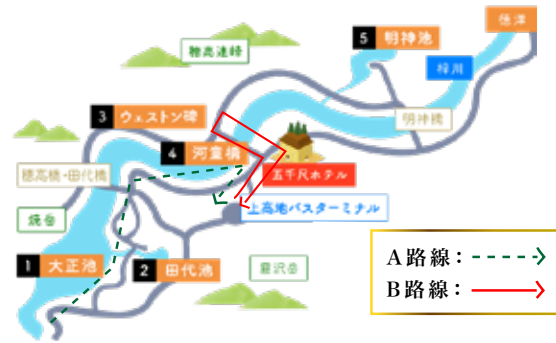 徳澤
5 明神池
穂高連峰
梓川
3 ウェストン碑
明神橋
4 河童橋
五千尺ホテル
穂高橋・田代橋
上高地バスターミナル
焼岳
1 大正池
2 田代池
霞沢岳
A路線：
B路線：